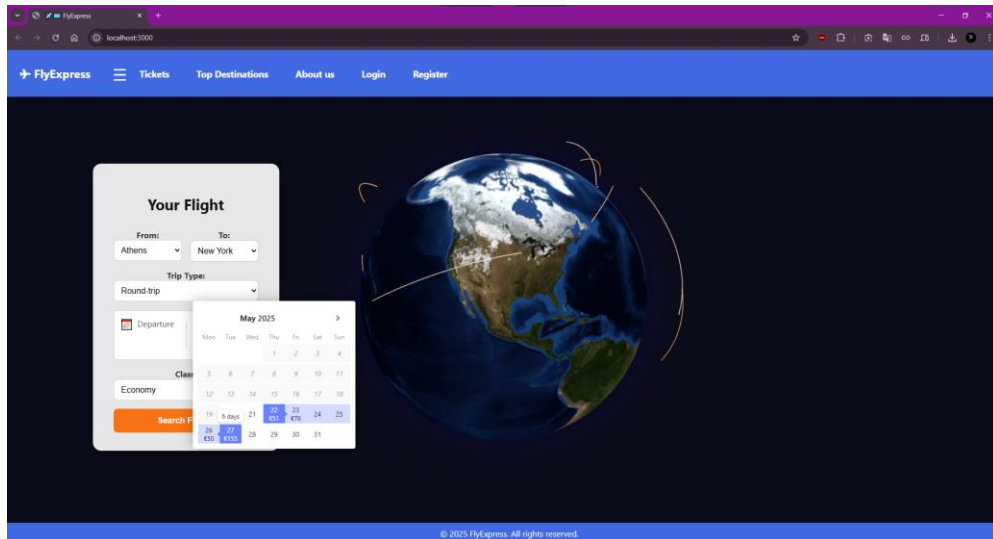 FlyExpress
localhost:3000
FlyExpress Tickets Top Destinations About us Login Register
Your Flight
From: To:
Athens New York
Trip Type:
Round-trip
Departure
May 2025
Mon Tue Wed Thu Fri Sat Sun
1 2 3 4
5 6 7 8 9 10 11
12 13 14 15 16 17 18
19 6 days 21 22 23 24 25
€51 €76
26 27 28 29 30 31
€50 €155
Economy
© 2025 FlyExpress. All rights reserved.